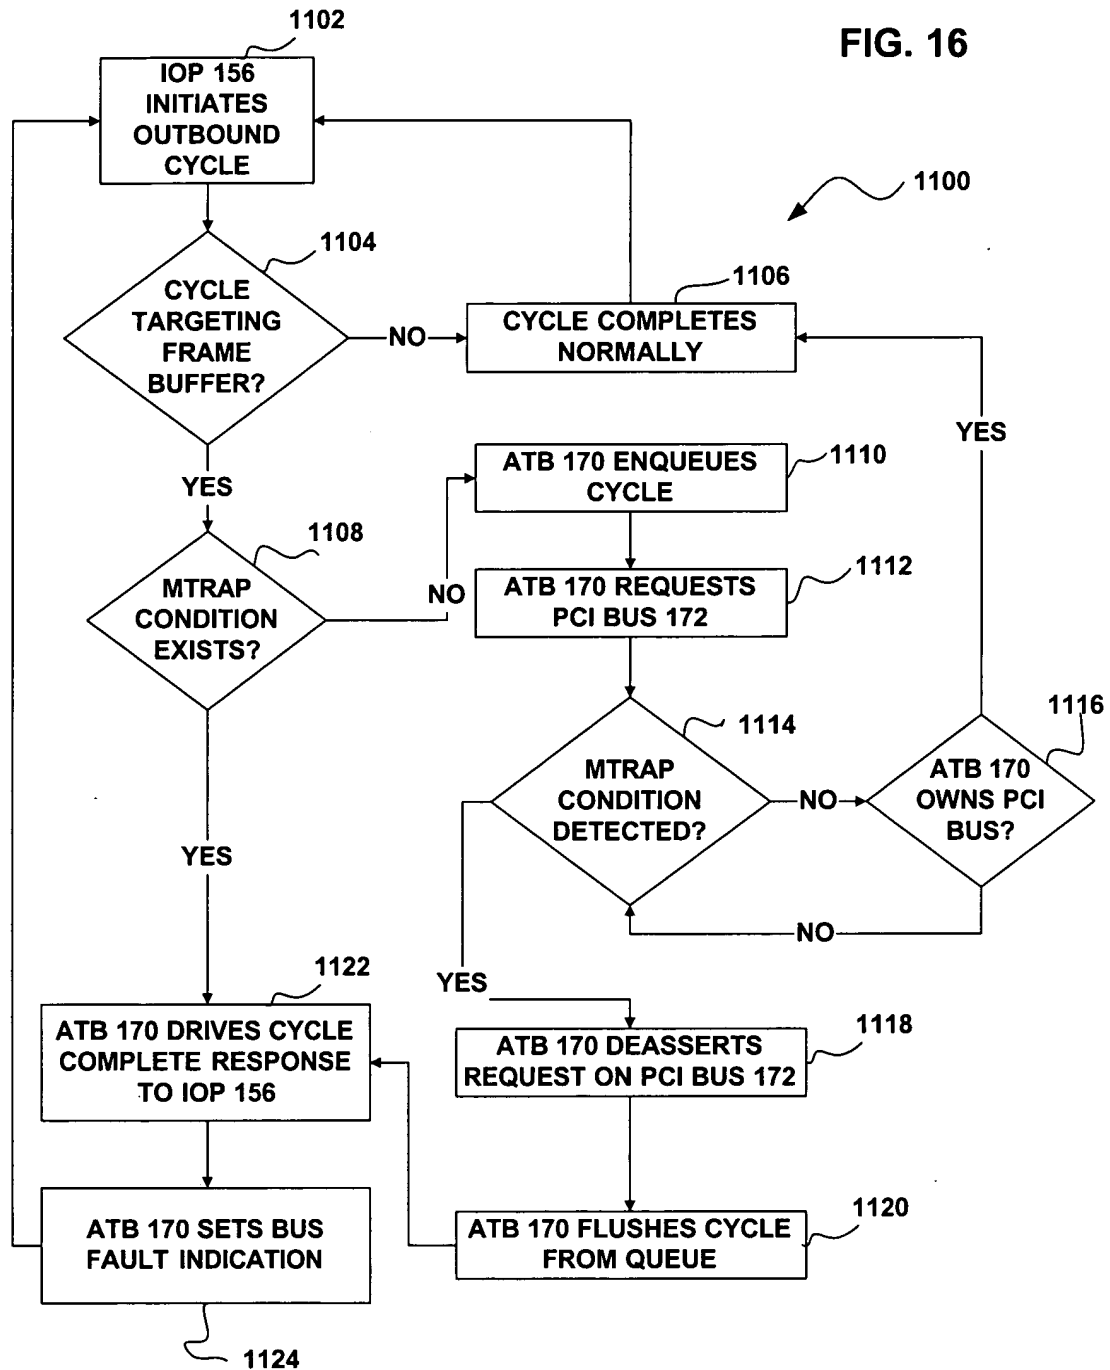 FIG. 16
1102
IOP 156
INITIATES
OUTBOUND
CYCLE
1100
1104
CYCLE
TARGETING
FRAME
BUFFER?
NO
1106
CYCLE COMPLETES
NORMALLY
YES
YES
1108
MTRAP
CONDITION
EXISTS?
NO
1110
ATB 170 ENQUEUES
CYCLE
1112
ATB 170 REQUESTS
PCI BUS 172
1114
MTRAP
CONDITION
DETECTED?
NO
1116
ATB 170
OWNS PCI
BUS?
NO
YES
YES
1118
ATB 170 DEASSERTS
REQUEST ON PCI BUS 172
1120
ATB 170 FLUSHES CYCLE
FROM QUEUE
1122
ATB 170 DRIVES CYCLE
COMPLETE RESPONSE
TO IOP 156
ATB 170 SETS BUS
FAULT INDICATION
1124